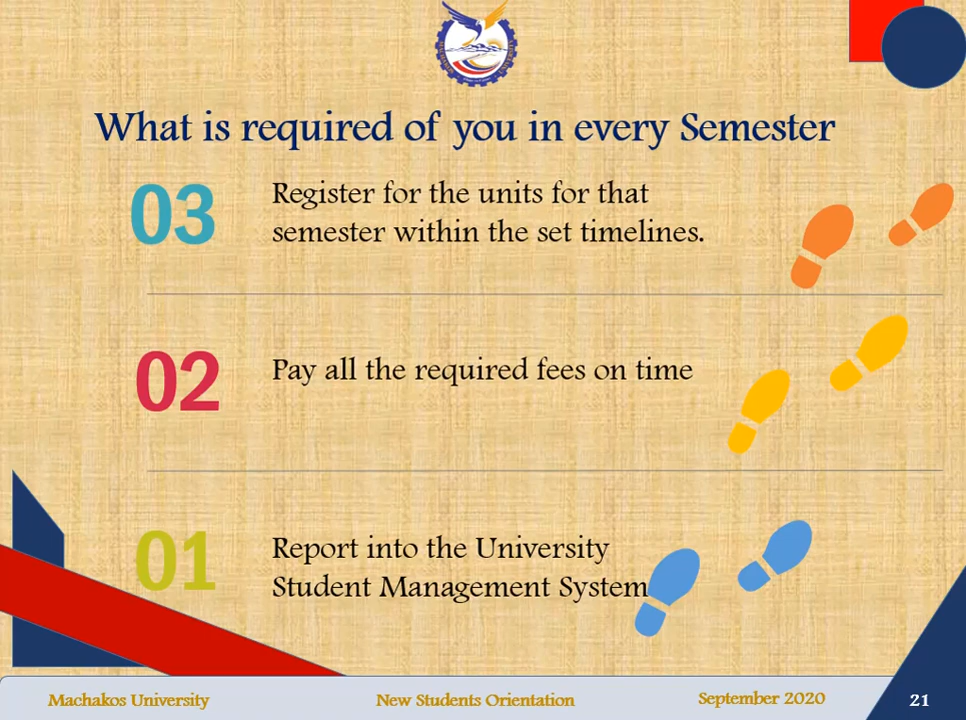 What is required of you in every Semester
03
Register for the units for that
semester within the set timelines.
02
Pay all the required fees on time
01
Report into the University
Student Management System
Machakos University
New Students Orientation
September 2020
21